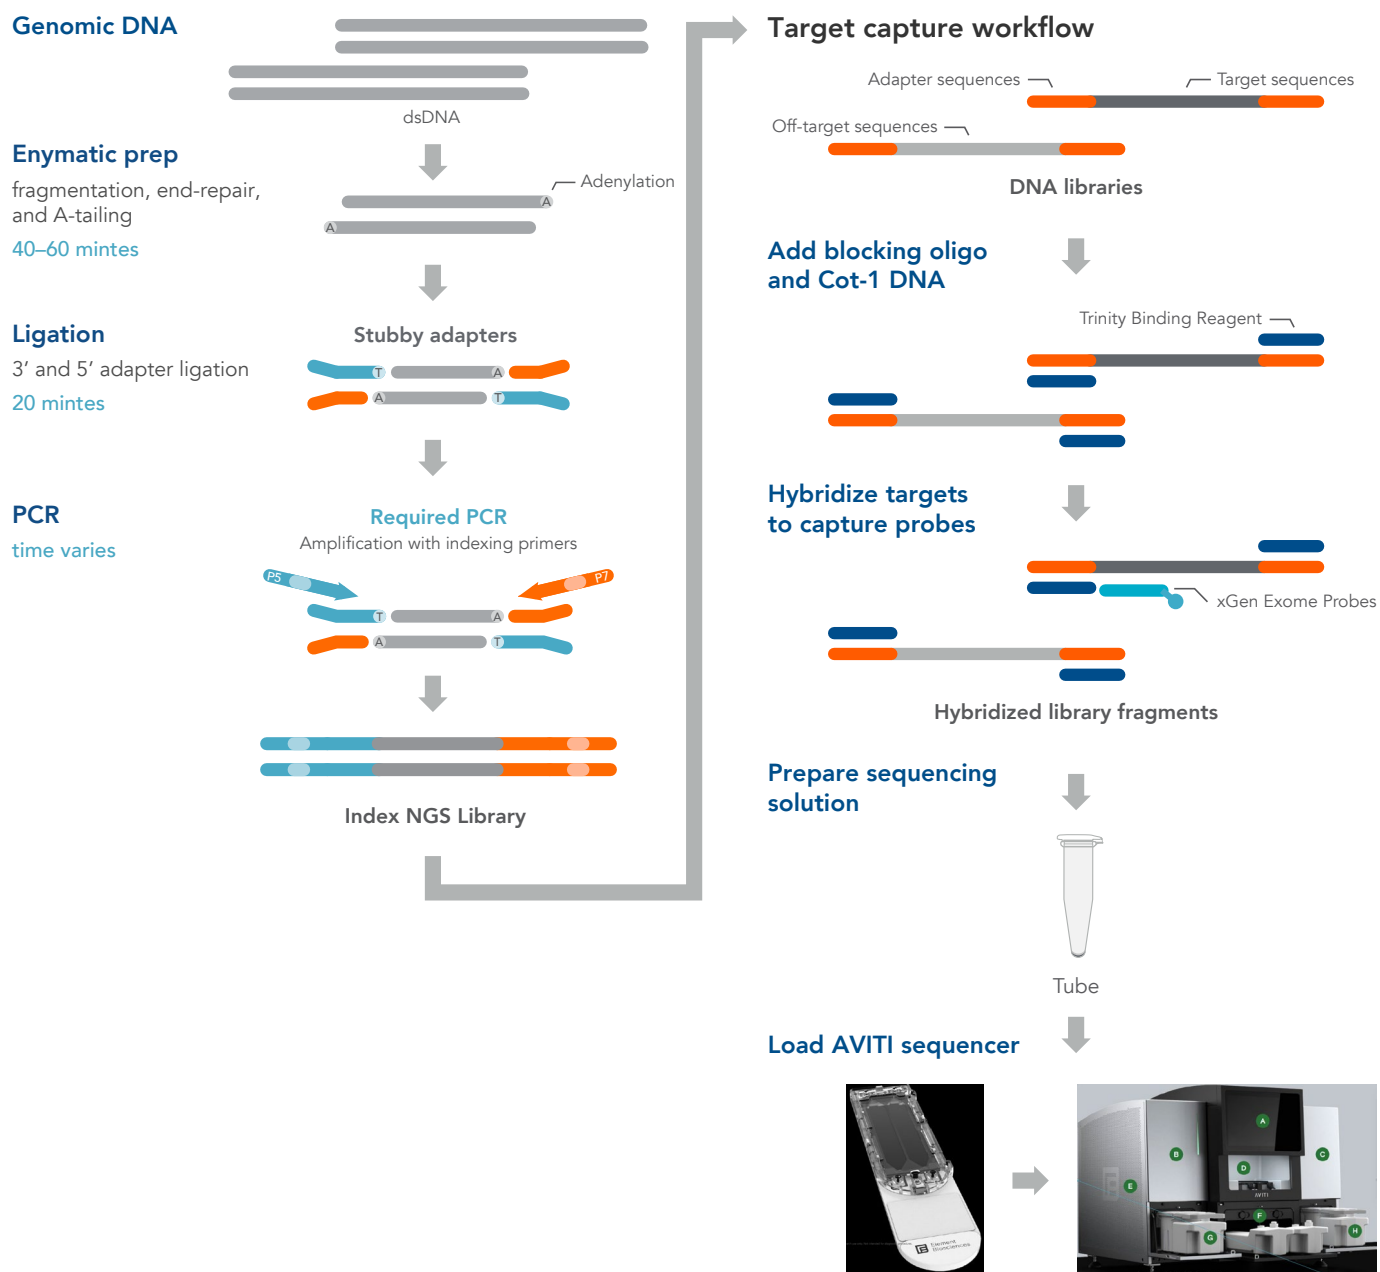 Genomic DNA
dsDNA
Enymatic prep
fragmentation, end-repair,
and A-tailing
40–60 mintes
Adenylation
A
A
Ligation
3’ and 5’ adapter ligation
20 mintes
Stubby adapters
T
A
A
T
PCR
time varies
Required PCR
Amplification with indexing primers
P5
P7
T
A
A
T
Index NGS Library
Target capture workflow
Adapter sequences
Target sequences
Off-target sequences
DNA libraries
Add blocking oligo
and Cot-1 DNA
Trinity Binding Reagent
Hybridize targets
to capture probes
xGen Exome Probes
Hybridized library fragments
Prepare sequencing
solution
Tube
Load AVITI sequencer
Element
Biosciences
A
B
C
D
AVITI
E
F
G
H